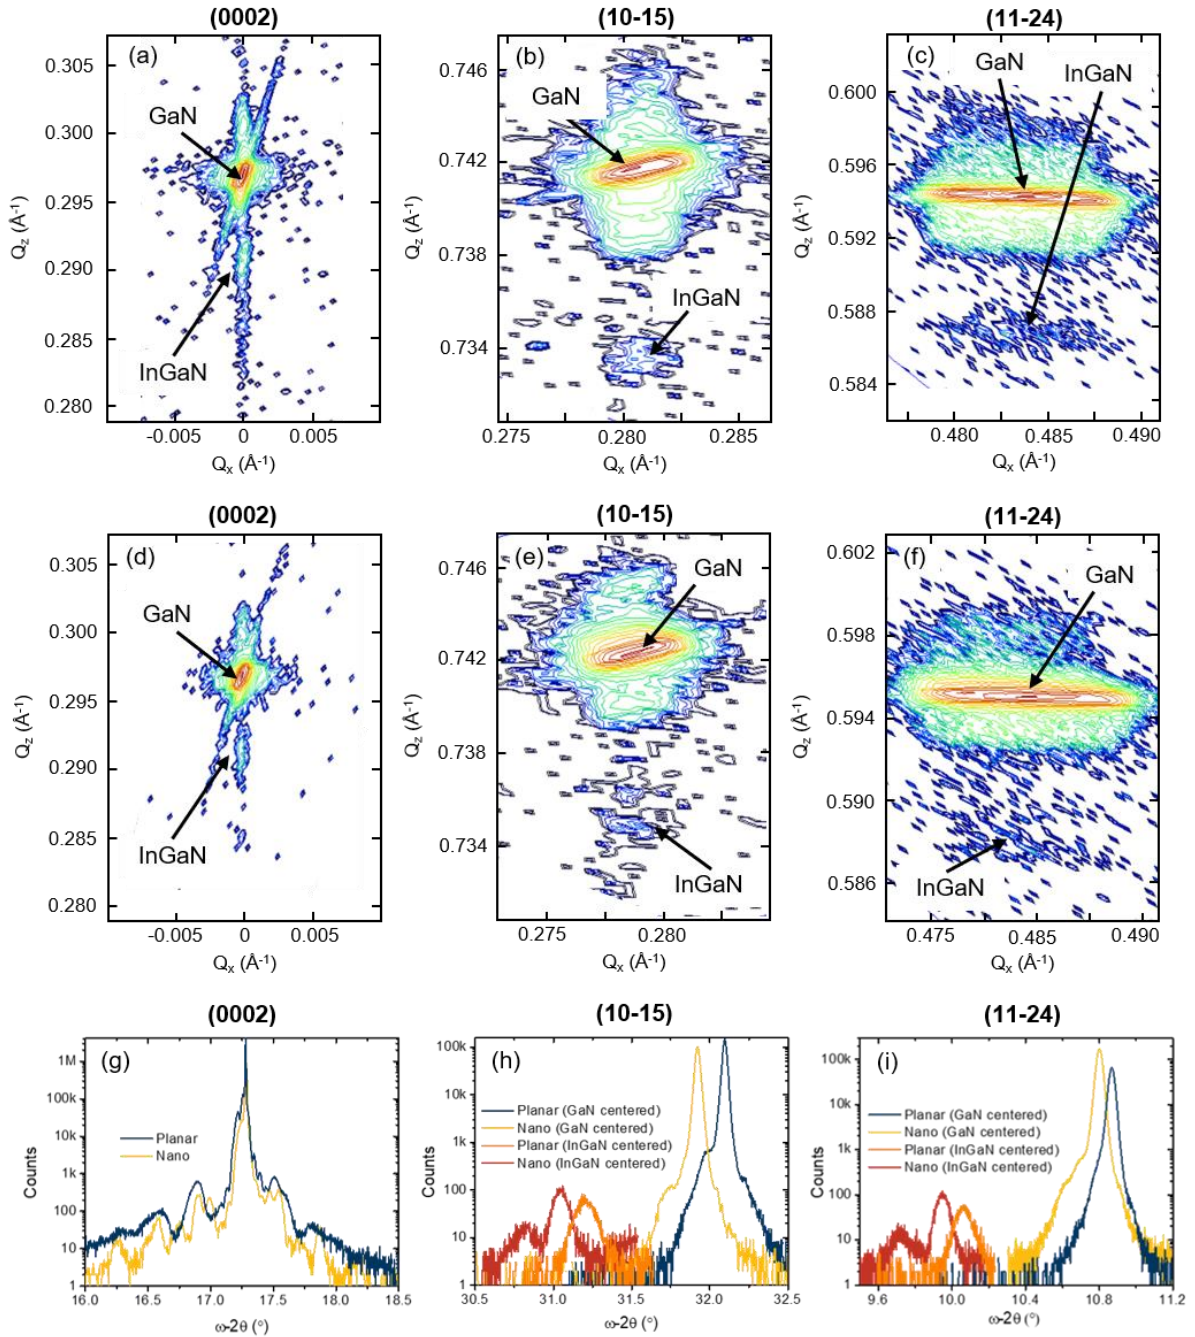 (0002)
(10-15)
(11-24)
(a)
(b)
(c)
GaN
InGaN
GaN
InGaN
GaN
InGaN
0.305
0.300
0.295
0.290
0.285
0.280
Qz (Å-1)
-0.005 0 0.005
Qx (Å-1)
0.746
0.742
0.738
0.734
Qz (Å-1)
0.275 0.280 0.285
Qx (Å-1)
0.600
0.596
0.592
0.588
0.584
Qz (Å-1)
0.480 0.485 0.490
Qx (Å-1)
(0002)
(10-15)
(11-24)
(d)
(e)
(f)
GaN
InGaN
GaN
InGaN
GaN
InGaN
0.305
0.300
0.295
0.290
0.285
0.280
Qz (Å-1)
-0.005 0 0.005
Qx (Å-1)
0.746
0.742
0.738
0.734
Qz (Å-1)
0.275 0.280
Qx (Å-1)
0.602
0.598
0.594
0.590
0.586
Qz (Å-1)
0.475 0.485 0.490
Qx (Å-1)
(0002)
(10-15)
(11-24)
(g)
1M
100k
10k
1k
100
10
1
Counts
Planar
Nano
16.0 16.5 17.0 17.5 18.0 18.5
ω-2θ (°)
(h)
100k
10k
1k
100
10
1
Counts
Planar (GaN centered)
Nano (GaN centered)
Planar (InGaN centered)
Nano (InGaN centered)
30.5 31.0 31.5 32.0 32.5
ω-2θ (°)
(i)
100k
10k
1k
100
10
1
Counts
Planar (GaN centered)
Nano (GaN centered)
Planar (InGaN centered)
Nano (InGaN centered)
9.6 10.0 10.4 10.8 11.2
ω-2θ (°)